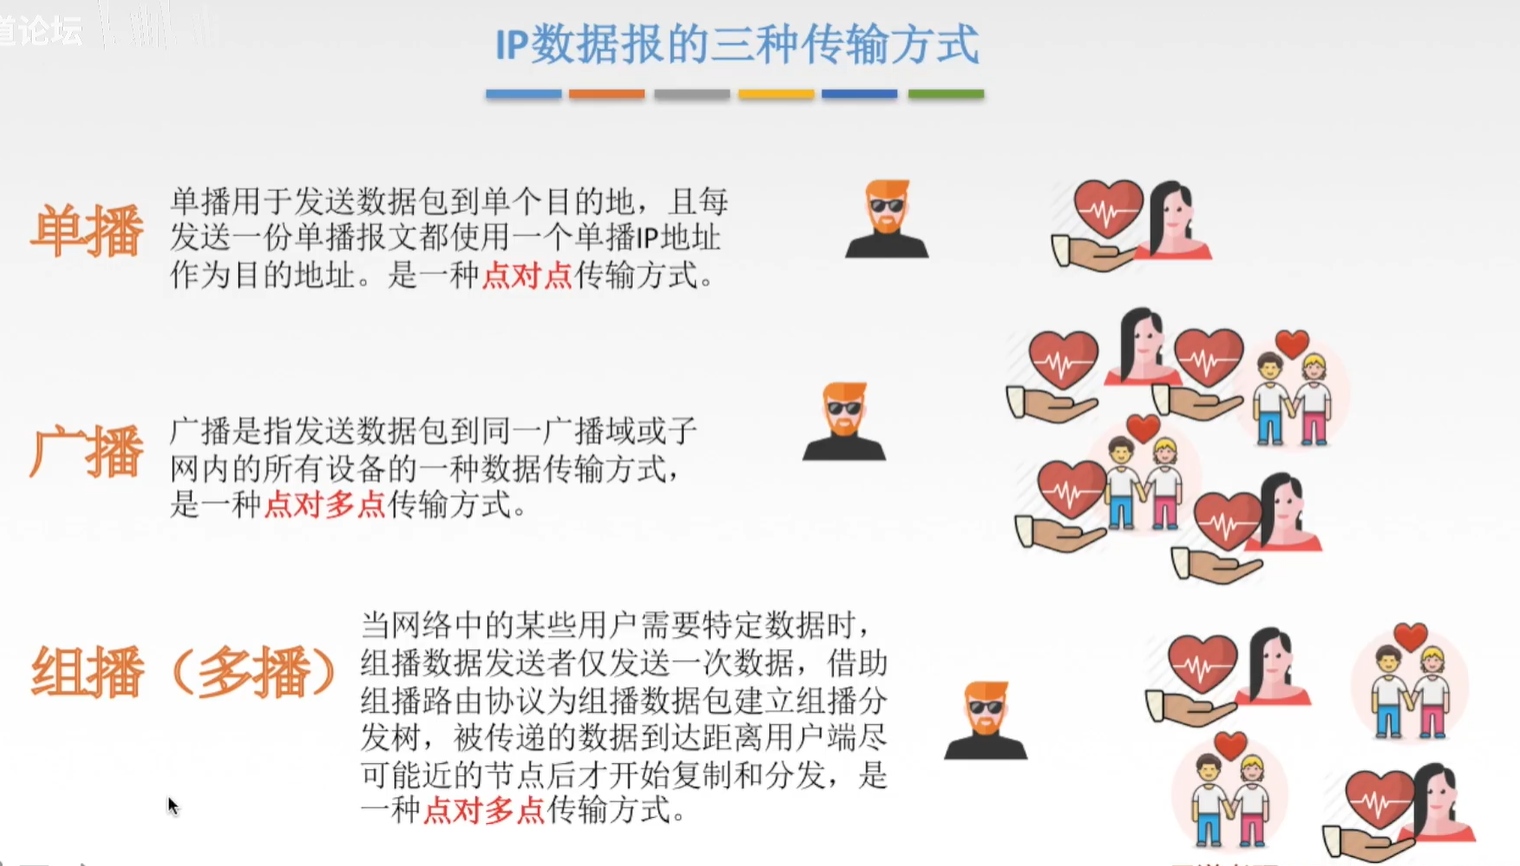 道论坛
IP数据报的三种传输方式
单播
单播用于发送数据包到单个目的地，且每
发送一份单播报文都使用一个单播IP地址
作为目的地址。是一种点对点传输方式。
广播
广播是指发送数据包到同一广播域或子
网内的所有设备的一种数据传输方式，
是一种点对多点传输方式。
组播（多播）
当网络中的某些用户需要特定数据时，
组播数据发送者仅发送一次数据，借助
组播路由协议为组播数据包建立组播分
发树，被传递的数据到达距离用户端尽
可能近的节点后才开始复制和分发，是
一种点对多点传输方式。